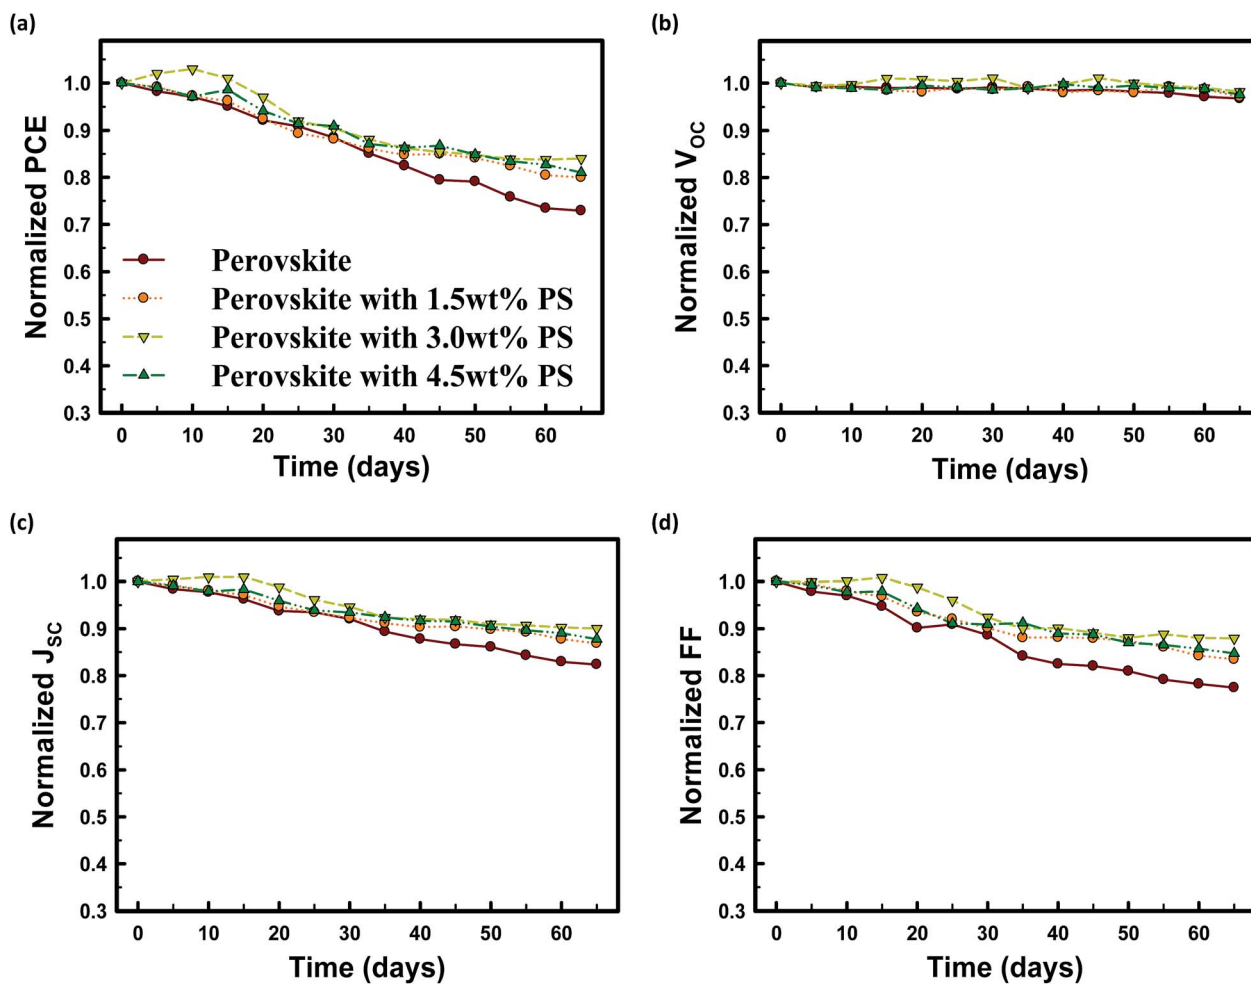 (a)
1.0
0.9
0.8
0.7
0.6
0.5
0.4
0.3
Normalized PCE
Perovskite
Perovskite with 1.5wt% PS
Perovskite with 3.0wt% PS
Perovskite with 4.5wt% PS
0 10 20 30 40 50 60
Time (days)
(b)
1.0
0.9
0.8
0.7
0.6
0.5
0.4
0.3
Normalized VOC
0 10 20 30 40 50 60
Time (days)
(c)
1.0
0.9
0.8
0.7
0.6
0.5
0.4
0.3
Normalized JSC
0 10 20 30 40 50 60
Time (days)
(d)
1.0
0.9
0.8
0.7
0.6
0.5
0.4
0.3
Normalized FF
0 10 20 30 40 50 60
Time (days)